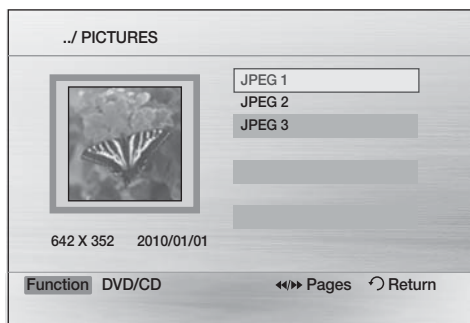 ../ PICTURES
JPEG 1
JPEG 2
JPEG 3
642 X 352 2010/01/01
Function DVD/CD ◀◀/▶▶ Pages ↶ Return